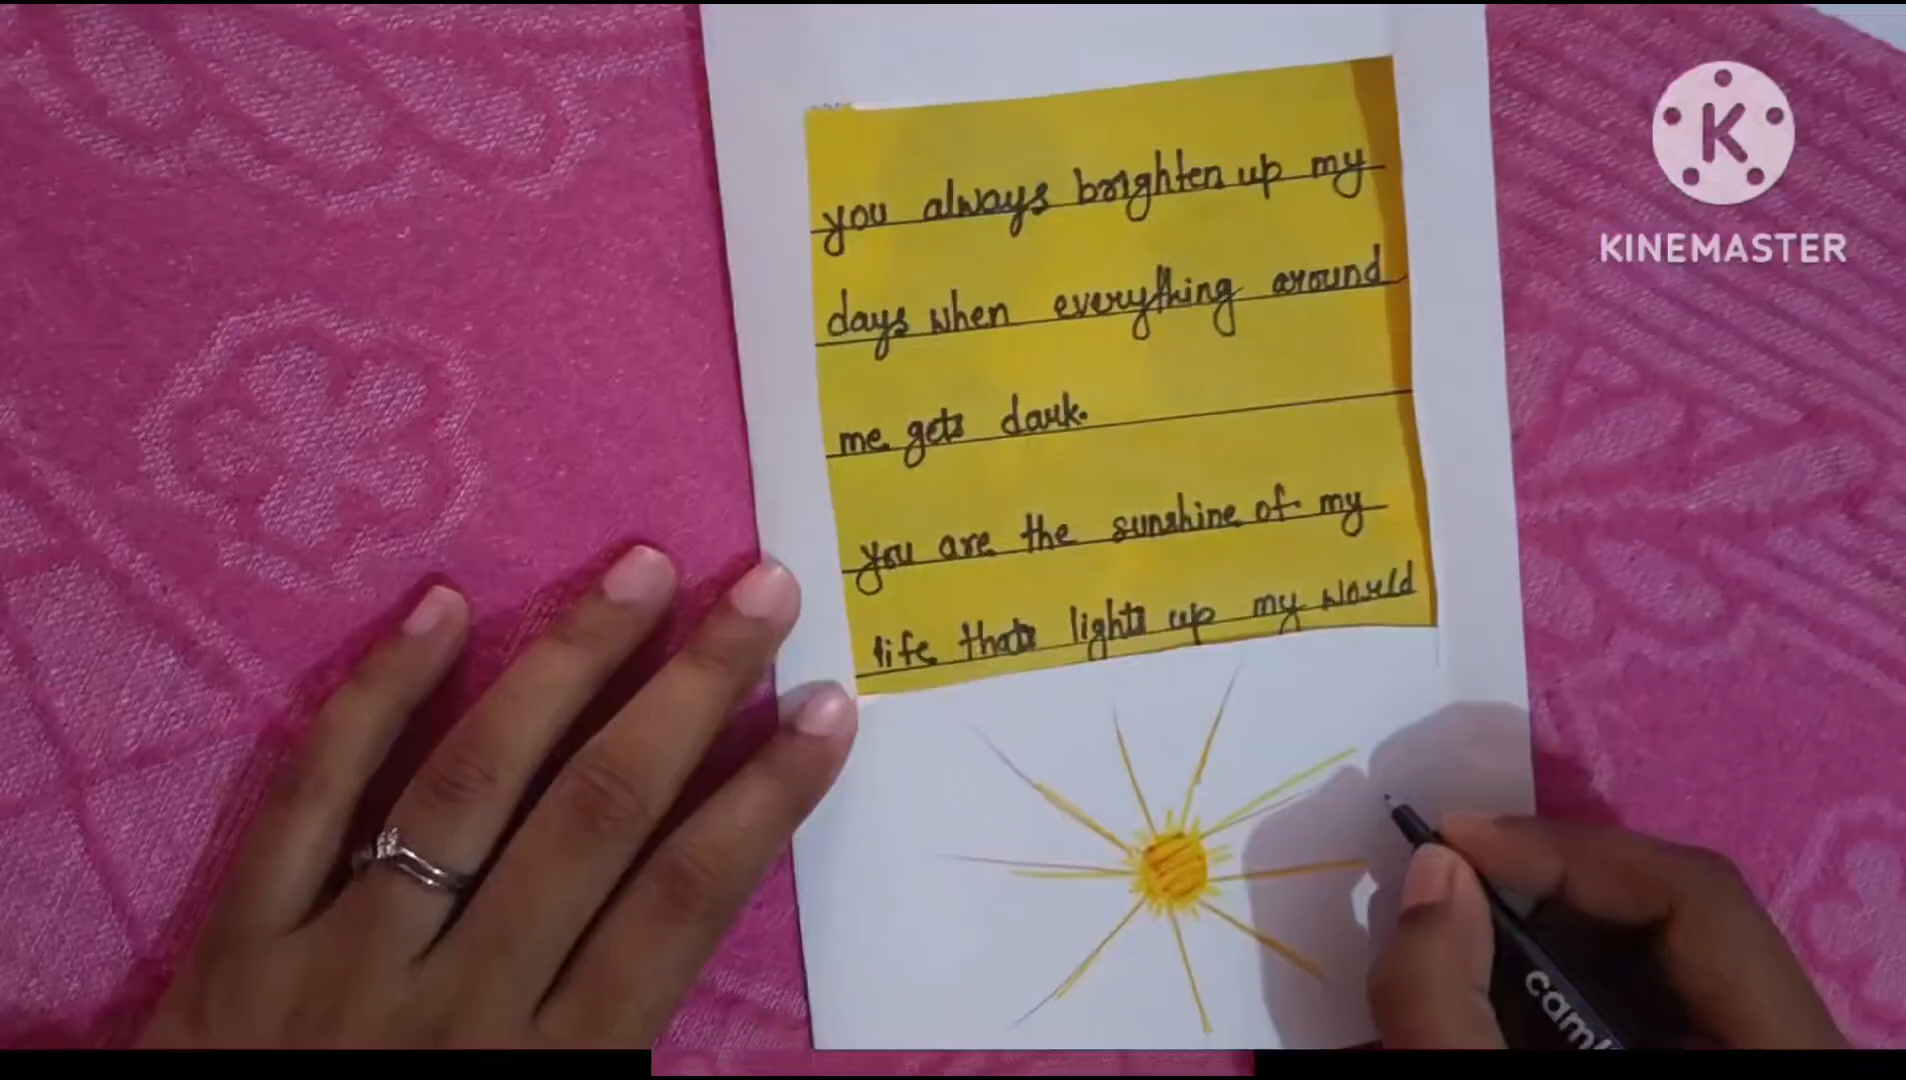 you always brighten up my
days when everything around
me gets dark.
you are the sunshine of my
life thats lights up my world
K
KINEMASTER
caml